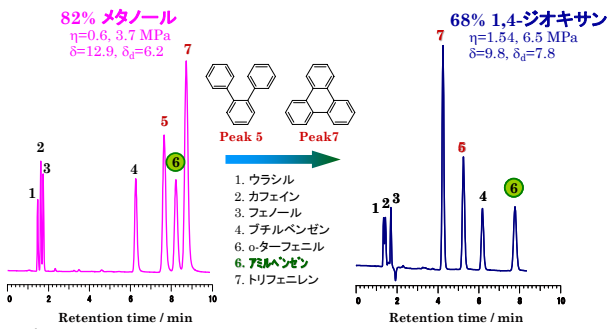 82% メタノール
η=0.6, 3.7 MPa
δ=12.9, δd=6.2
68% 1,4-ジオキサン
η=1.54, 6.5 MPa
δ=9.8, δd=7.8
1
2
3
4
5
6
7
Peak 5
Peak7
1. ウラシル
2. カフェイン
3. フェノール
4. ブチルベンゼン
6. o-ターフェニル
6. アミルベンゼン
7. トリフェニレン
1
2
3
7
6
4
6
0 2 4 6 8 10
Retention time / min
0 2 4 6 8 10
Retention time / min